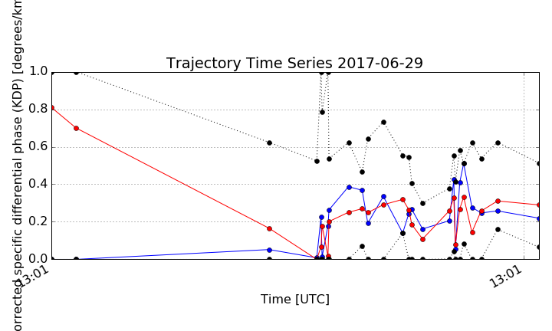 Trajectory Time Series 2017-06-29
orrected specific differential phase (KDP) [degrees/km
1.0
0.8
0.6
0.4
0.2
0.0
13:01
13:01
Time [UTC]